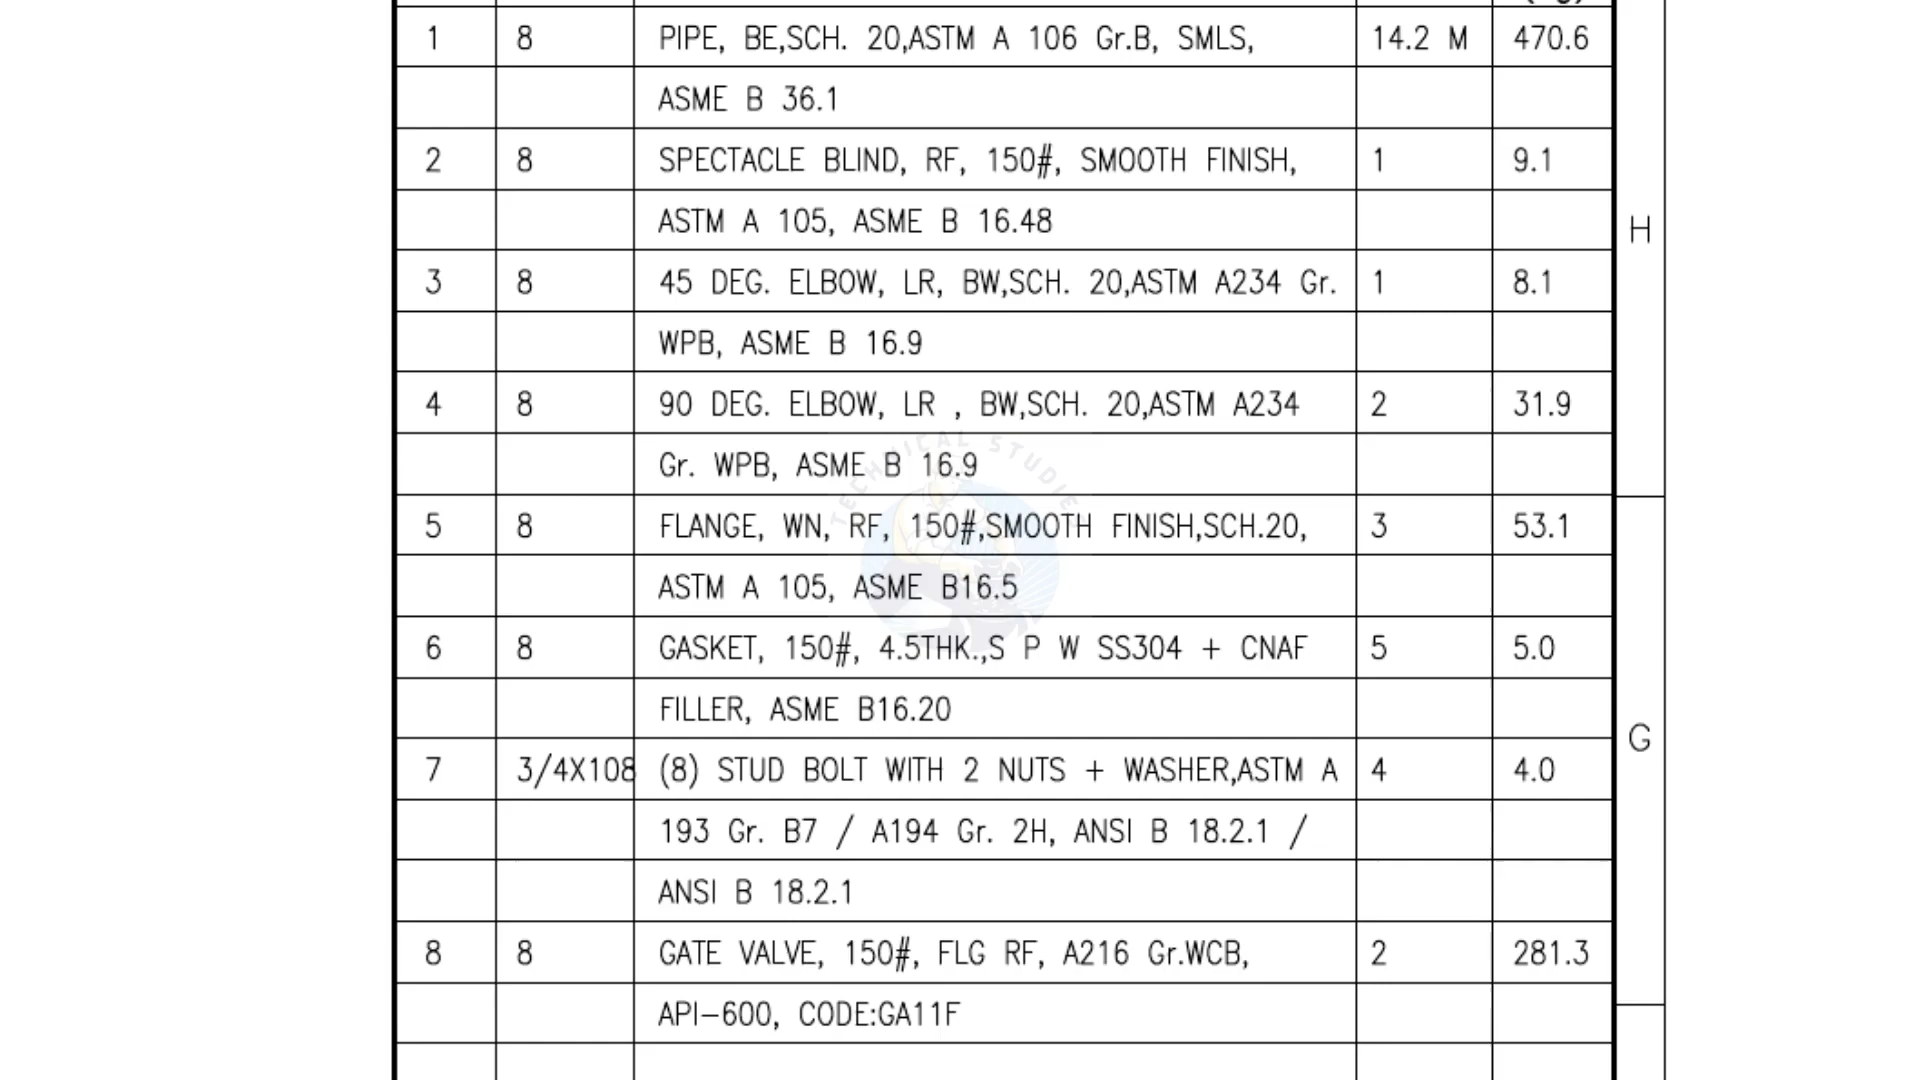 1 8 PIPE, BE,SCH. 20,ASTM A 106 Gr.B, SMLS, 14.2 M 470.6
ASME B 36.1
2 8 SPECTACLE BLIND, RF, 150#, SMOOTH FINISH, 1 9.1
ASTM A 105, ASME B 16.48
H
3 8 45 DEG. ELBOW, LR, BW,SCH. 20,ASTM A234 Gr. 1 8.1
WPB, ASME B 16.9
4 8 90 DEG. ELBOW, LR , BW,SCH. 20,ASTM A234 2 31.9
TECHNICAL STUDIES
Gr. WPB, ASME B 16.9
5 8 FLANGE, WN, RF, 150#,SMOOTH FINISH,SCH.20, 3 53.1
ASTM A 105, ASME B16.5
6 8 GASKET, 150#, 4.5THK.,S P W SS304 + CNAF 5 5.0
FILLER, ASME B16.20
G
7 3/4X108 (8) STUD BOLT WITH 2 NUTS + WASHER,ASTM A 4 4.0
193 Gr. B7 / A194 Gr. 2H, ANSI B 18.2.1 /
ANSI B 18.2.1
8 8 GATE VALVE, 150#, FLG RF, A216 Gr.WCB, 2 281.3
API-600, CODE:GA11F